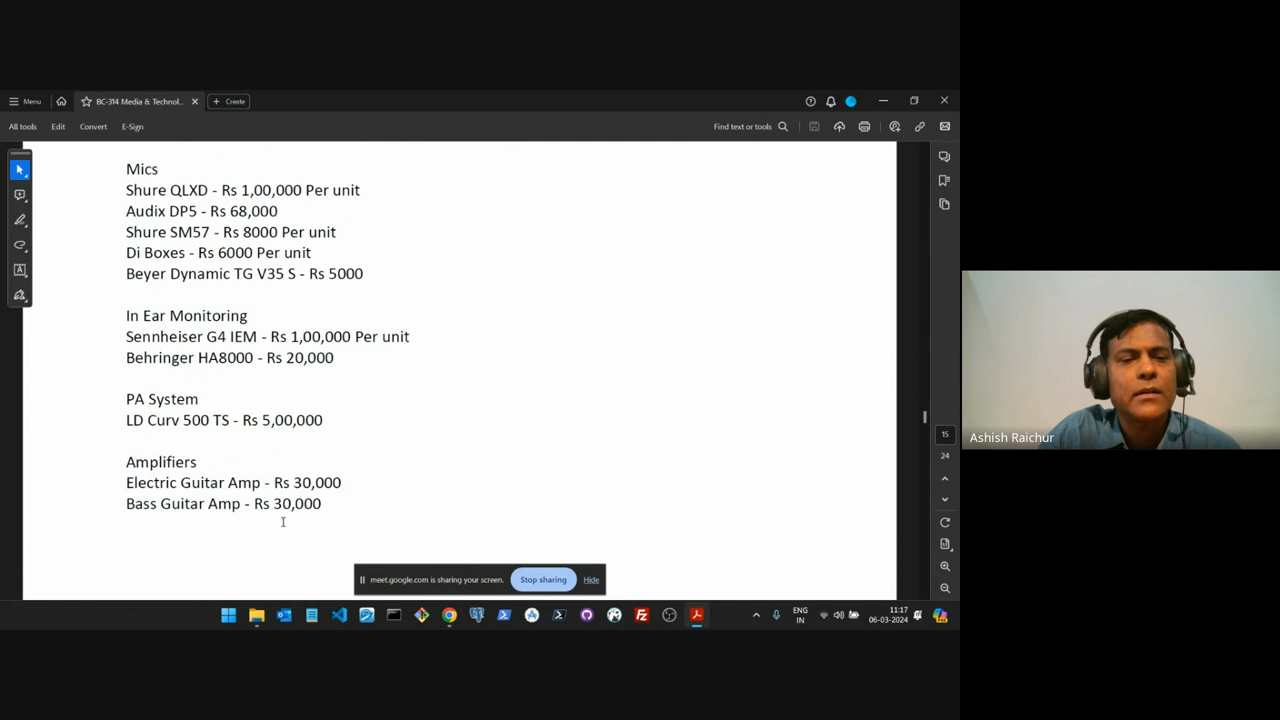 Menu
BC-314 Media & Technol...
Create
All tools
Edit
Convert
E-Sign
Find text or tools
Mics
Shure QLXD - Rs 1,00,000 Per unit
Audix DP5 - Rs 68,000
Shure SM57 - Rs 8000 Per unit
Di Boxes - Rs 6000 Per unit
Beyer Dynamic TG V35 S - Rs 5000
In Ear Monitoring
Sennheiser G4 IEM - Rs 1,00,000 Per unit
Behringer HA8000 - Rs 20,000
PA System
LD Curv 500 TS - Rs 5,00,000
Amplifiers
Electric Guitar Amp - Rs 30,000
Bass Guitar Amp - Rs 30,000
15
24
meet.google.com is sharing your screen.
Stop sharing
Hide
ENG
IN
11:17
06-03-2024
Ashish Raichur